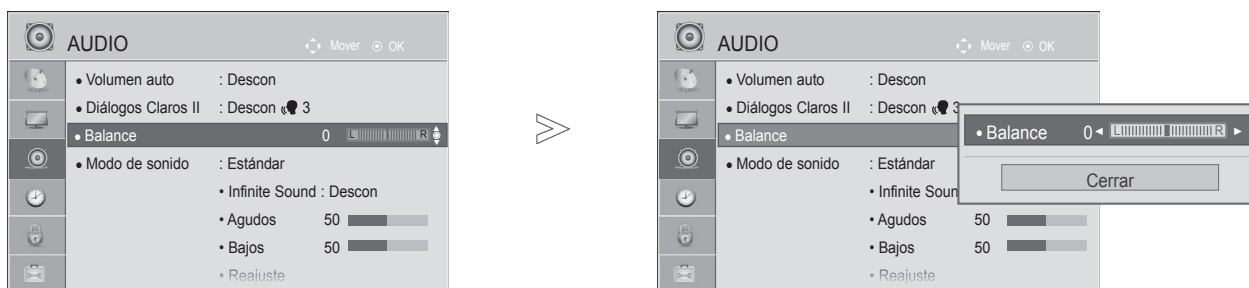 AUDIO Mover OK
• Volumen auto : Descon
• Diálogos Claros II : Descon 3
• Balance 0 L R
• Modo de sonido : Estándar
• Infinite Sound : Descon
• Agudos 50
• Bajos 50
• Reajuste
AUDIO Mover OK
• Volumen auto : Descon
• Diálogos Claros II : Descon 3
• Balance
• Modo de sonido : Estándar
• Infinite Soun
• Agudos 50
• Bajos 50
• Reajuste
• Balance 0 L R
Cerrar